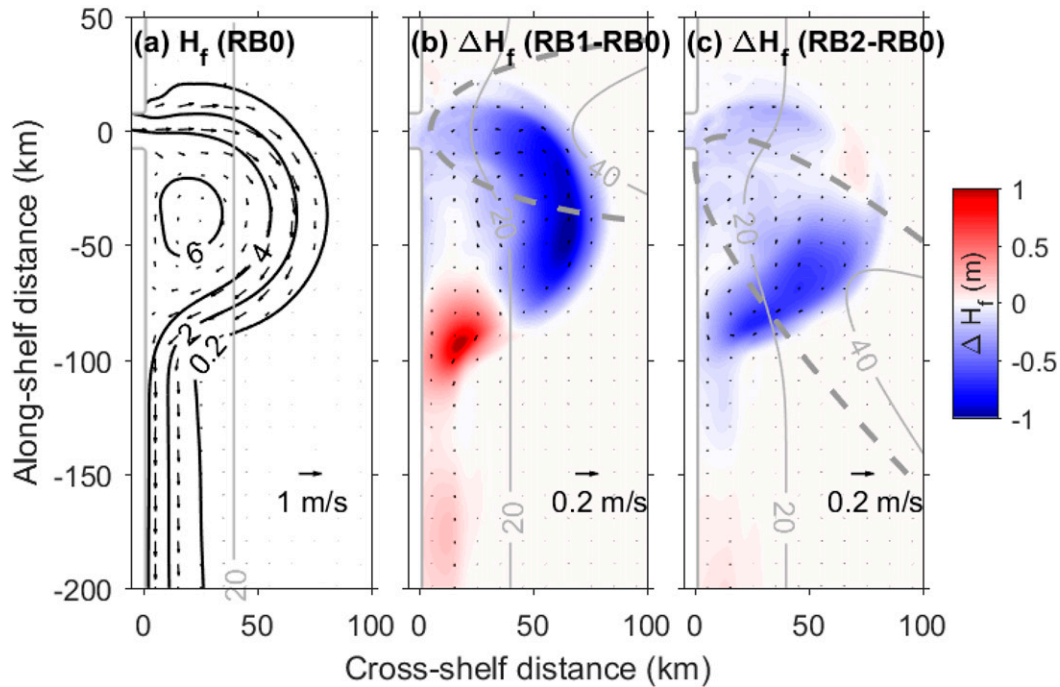 (a) H_f (RB0)
(b) ΔH_f (RB1-RB0)
(c) ΔH_f (RB2-RB0)
50
0
-50
-100
-150
-200
Along-shelf distance (km)
6
4
2
0.2
20
1 m/s
0 50 100
20
40
20
0.2 m/s
0 50 100
20
40
40
20
0.2 m/s
0 50 100
Cross-shelf distance (km)
1
0.5
0
-0.5
-1
Δ H_f (m)